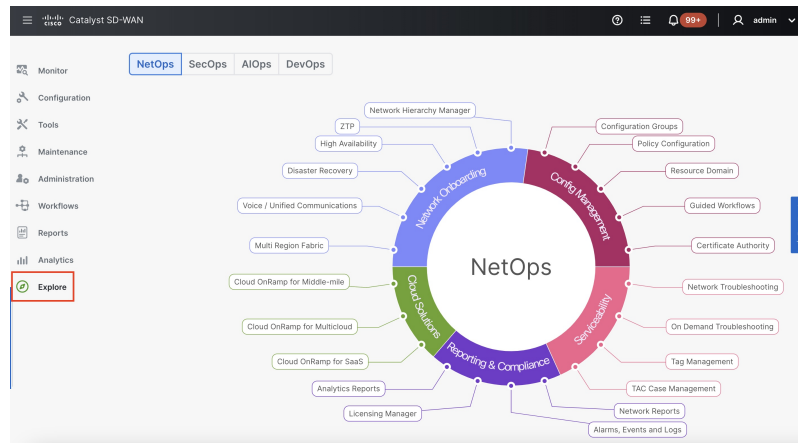 CISCO Catalyst SD-WAN
99+
admin
NetOps SecOps AIOps DevOps
Monitor
Configuration
Tools
Maintenance
Administration
Workflows
Reports
Analytics
Explore
Network Hierarchy Manager
ZTP
High Availability
Disaster Recovery
Voice / Unified Communications
Multi Region Fabric
Cloud OnRamp for Middle-mile
Cloud OnRamp for Multicloud
Cloud OnRamp for SaaS
Analytics Reports
Licensing Manager
Configuration Groups
Policy Configuration
Resource Domain
Guided Workflows
Certificate Authority
Network Troubleshooting
On Demand Troubleshooting
Tag Management
TAC Case Management
Network Reports
Alarms, Events and Logs
Network Onboarding
Config Management
Serviceability
Reporting & Compliance
Cloud Solutions
NetOps